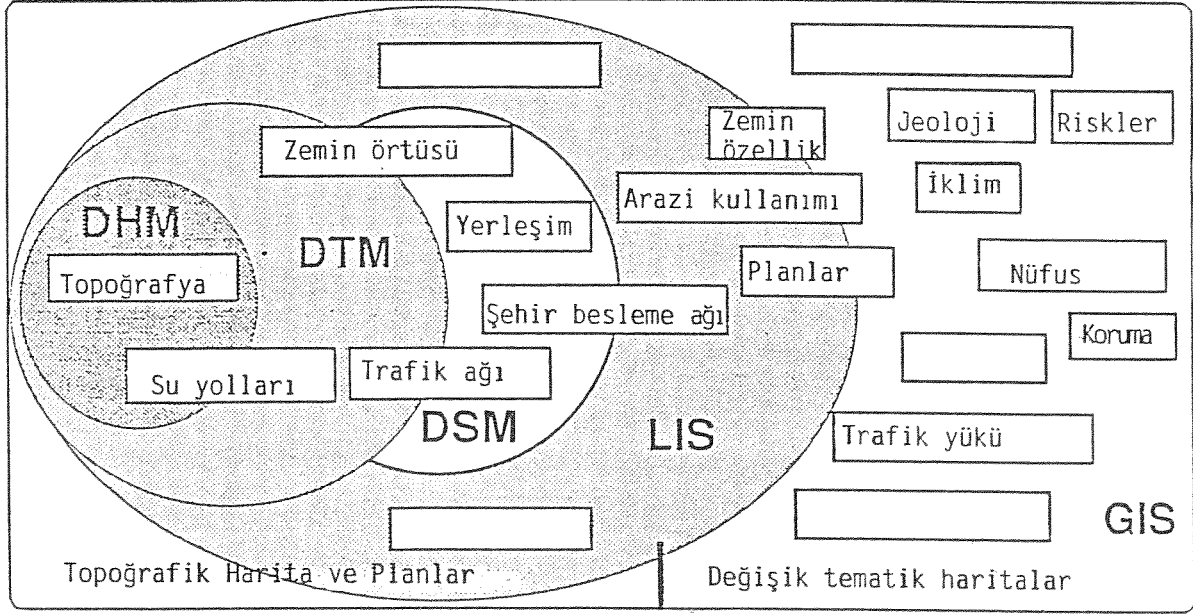 Zemin
özellik
Jeoloji
Riskler
Zemin örtüsü
Arazi kullanımı
İklim
DHM
DTM
Yerleşim
Topoğrafya
Planlar
Nüfus
Şehir besleme ağı
Koruma
Su yolları
Trafik ağı
DSM
LIS
Trafik yükü
GIS
Topoğrafik Harita ve Planlar
Değişik tematik haritalar